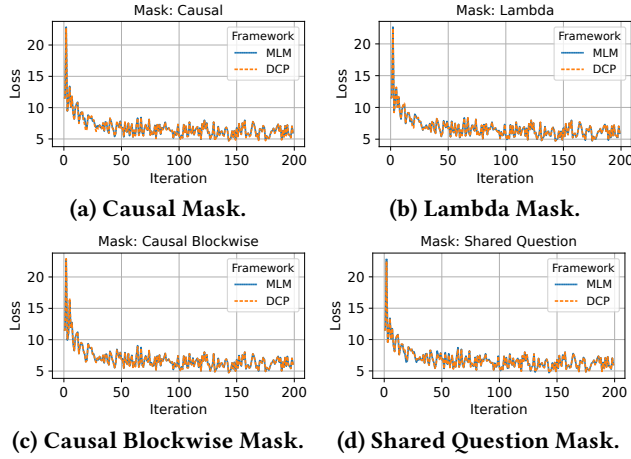 Mask: Causal
Loss
20
15
10
5
Framework
MLM
DCP
0 50 100 150 200
Iteration
(a) Causal Mask.
Mask: Lambda
Loss
20
15
10
5
Framework
MLM
DCP
0 50 100 150 200
Iteration
(b) Lambda Mask.
Mask: Causal Blockwise
Loss
20
15
10
5
Framework
MLM
DCP
0 50 100 150 200
Iteration
(c) Causal Blockwise Mask.
Mask: Shared Question
Loss
20
15
10
5
Framework
MLM
DCP
0 50 100 150 200
Iteration
(d) Shared Question Mask.